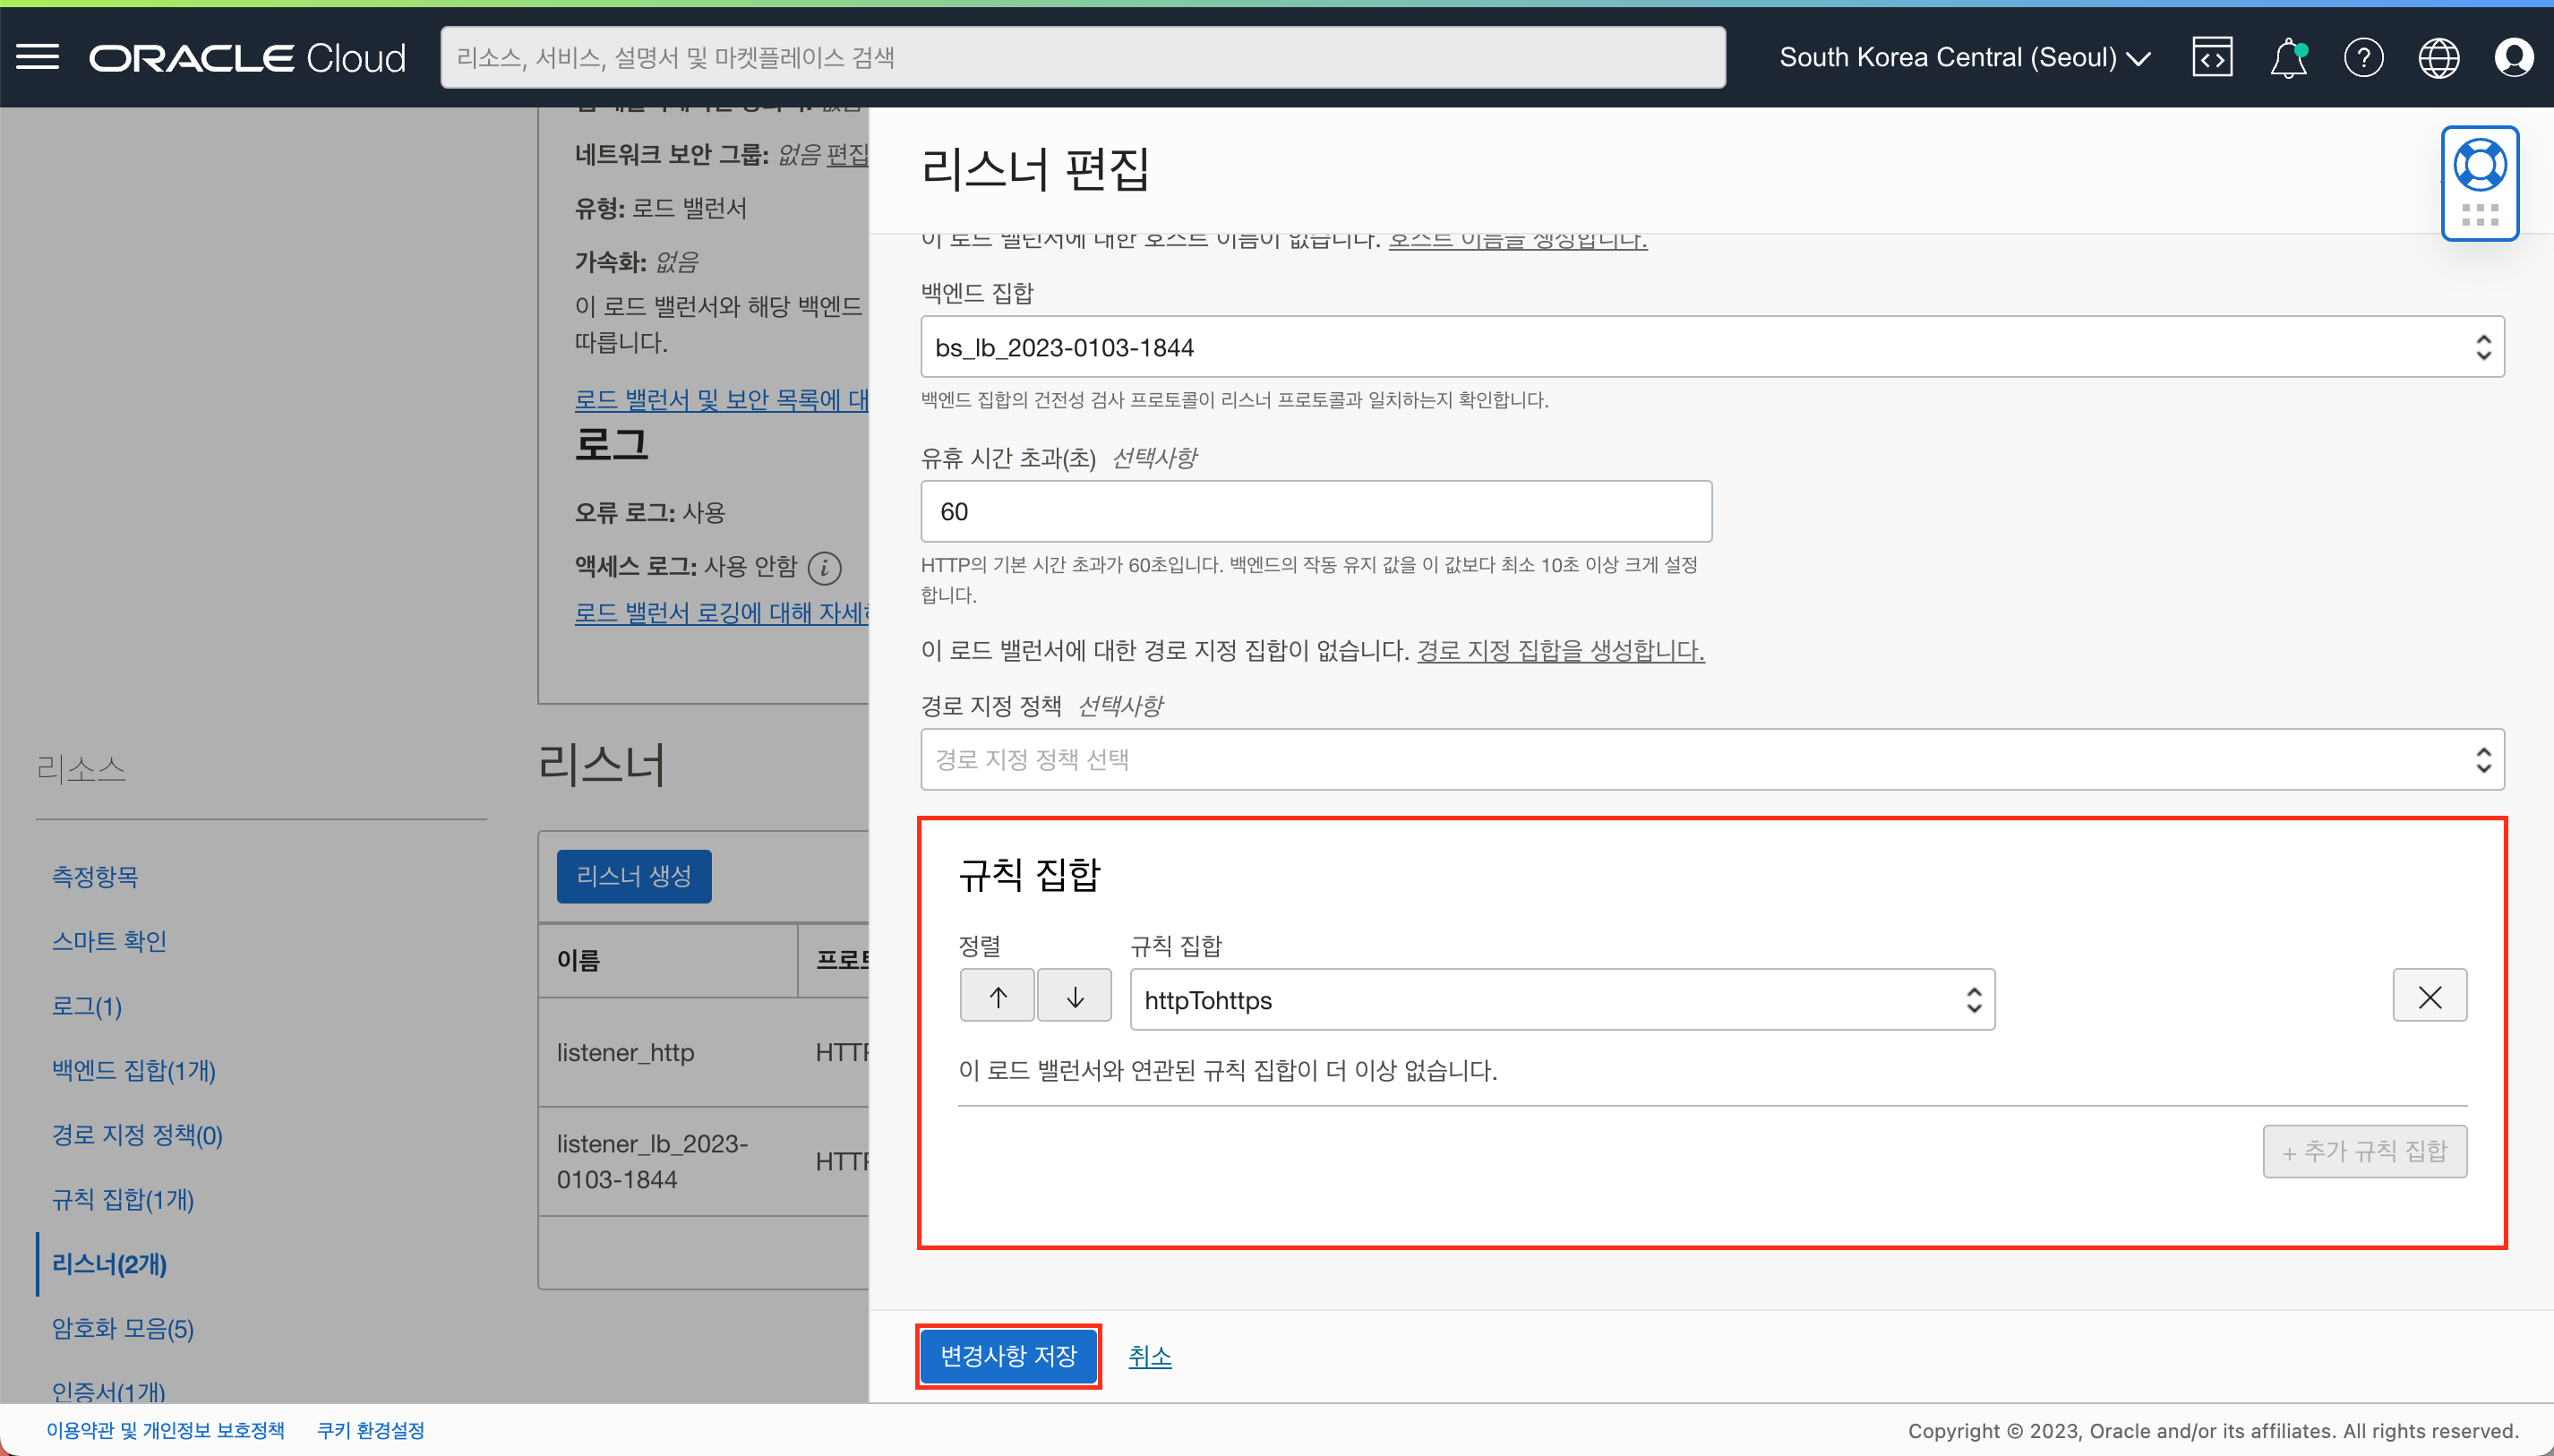 ORACLE Cloud
리소스, 서비스, 설명서 및 마켓플레이스 검색
South Korea Central (Seoul)
네트워크 보안 그룹: 없음 편집
유형: 로드 밸런서
가속화: 없음
이 로드 밸런서와 해당 백엔드
따릅니다.
로드 밸런서 및 보안 목록에 대
로그
오류 로그: 사용
액세스 로그: 사용 안함
로드 밸런서 로깅에 대해 자세히
리소스
측정항목
스마트 확인
로그(1)
백엔드 집합(1개)
경로 지정 정책(0)
규칙 집합(1개)
리스너(2개)
암호화 모음(5)
인증서(1개)
리스너
리스너 생성
이름
프로토
listener_http
HTTP
listener_lb_2023-
0103-1844
HTTP
리스너 편집
이 로드 밸런서에 대한 호스트 이름이 없습니다. 호스트 이름을 생성합니다.
백엔드 집합
bs_lb_2023-0103-1844
백엔드 집합의 건전성 검사 프로토콜이 리스너 프로토콜과 일치하는지 확인합니다.
유휴 시간 초과(초) 선택사항
60
HTTP의 기본 시간 초과가 60초입니다. 백엔드의 작동 유지 값을 이 값보다 최소 10초 이상 크게 설정
합니다.
이 로드 밸런서에 대한 경로 지정 집합이 없습니다. 경로 지정 집합을 생성합니다.
경로 지정 정책 선택사항
경로 지정 정책 선택
규칙 집합
정렬
규칙 집합
httpTohttps
이 로드 밸런서와 연관된 규칙 집합이 더 이상 없습니다.
+ 추가 규칙 집합
변경사항 저장
취소
이용약관 및 개인정보 보호정책
쿠키 환경설정
Copyright © 2023, Oracle and/or its affiliates. All rights reserved.